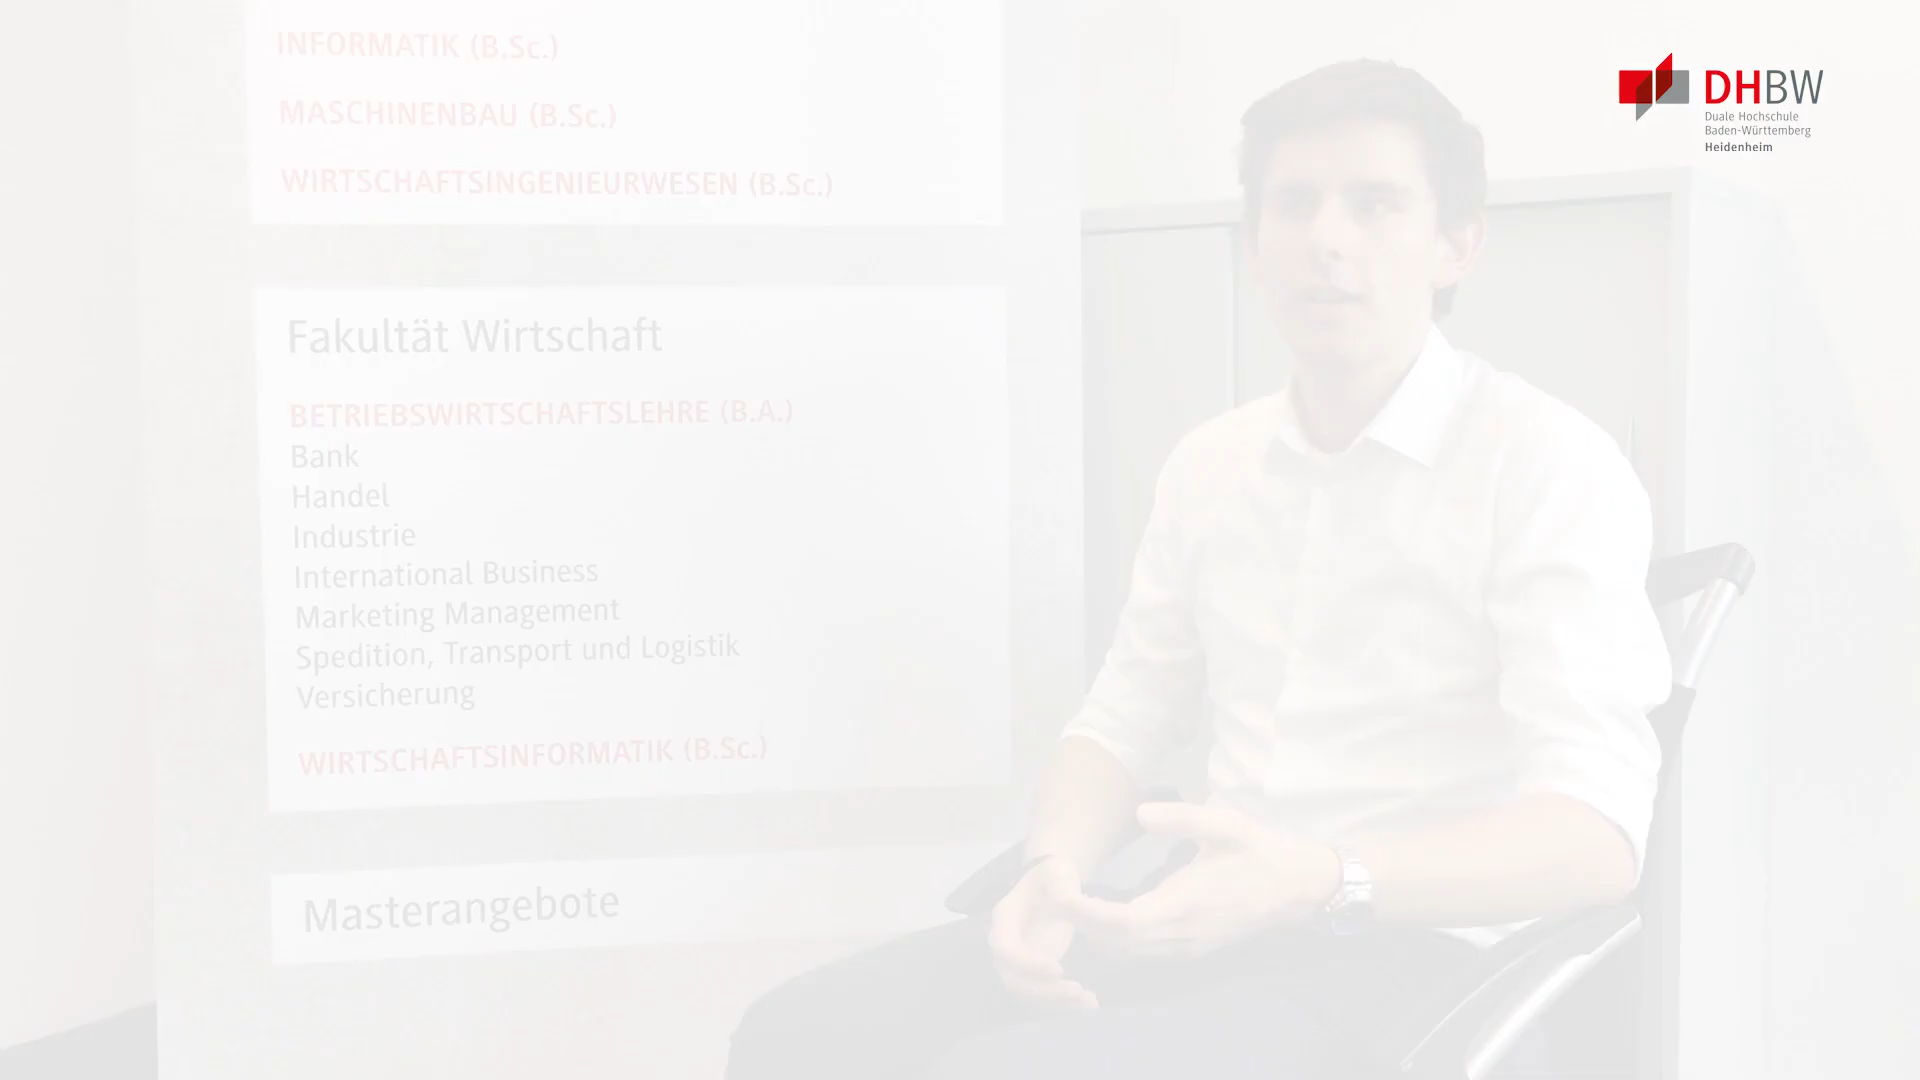 INFORMATIK (B.Sc.)
MASCHINENBAU (B.Sc.)
WIRTSCHAFTSINGENIEURWESEN (B.Sc.)
Fakultät Wirtschaft
BETRIEBSWIRTSCHAFTSLEHRE (B.A.)
Bank
Handel
Industrie
International Business
Marketing Management
Spedition, Transport und Logistik
Versicherung
WIRTSCHAFTSINFORMATIK (B.Sc.)
Masterangebote
DHBW
Duale Hochschule
Baden-Württemberg
Heidenheim